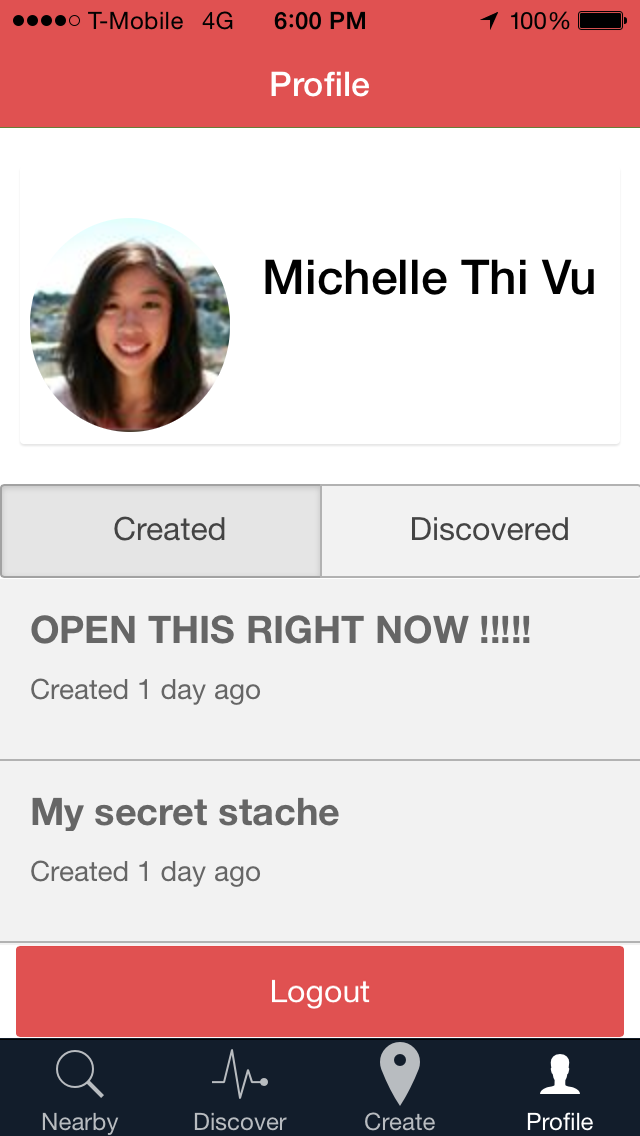 T-Mobile 4G 6:00 PM 100%
Profile
Michelle Thi Vu
Created Discovered
OPEN THIS RIGHT NOW !!!!!
Created 1 day ago
My secret stache
Created 1 day ago
Logout
Nearby Discover Create Profile